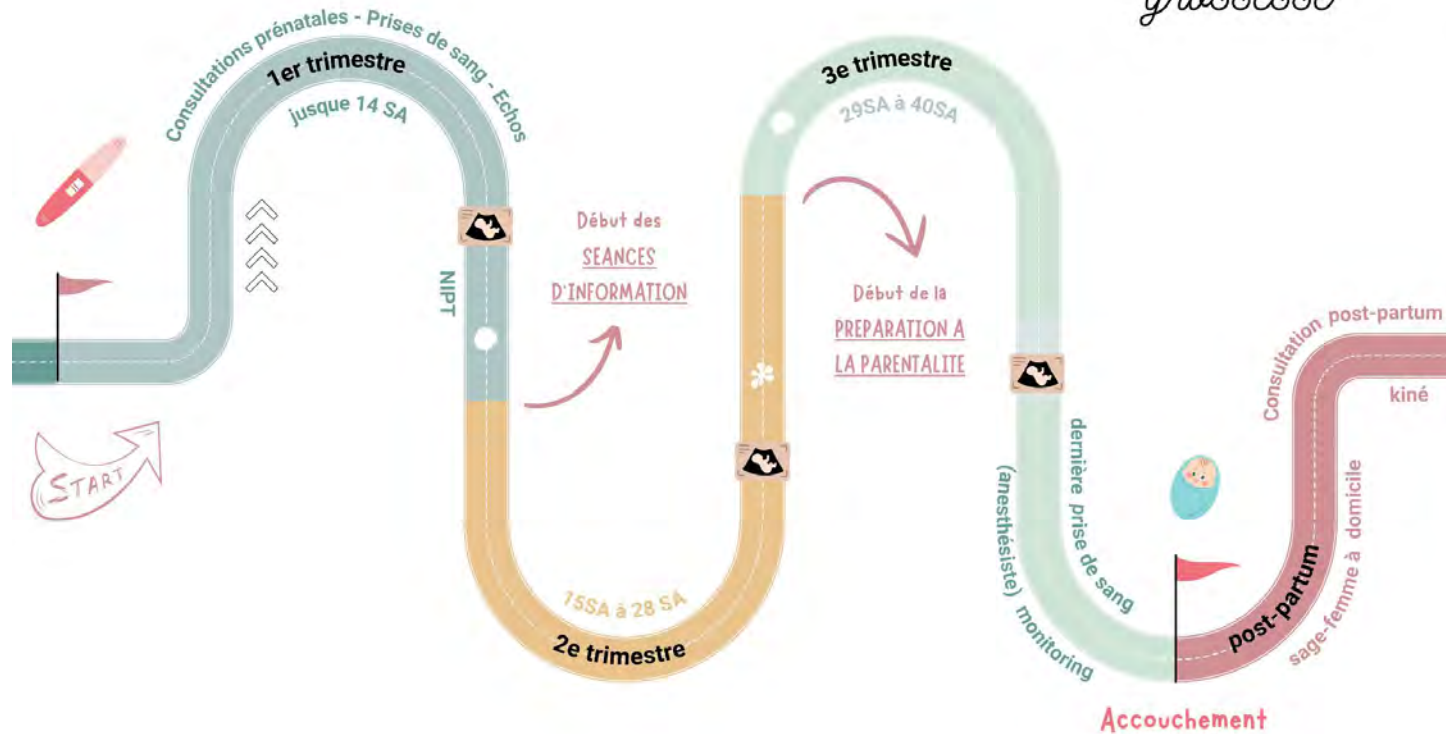 grossesse
Consultations prénatales - Prises de sang - Echos
1er trimestre
jusque 14 SA
START
NIPT
Début des
SEANCES
D'INFORMATION
15SA à 28 SA
2e trimestre
3e trimestre
29SA à 40SA
Début de la
PREPARATION A
LA PARENTALITE
dernière prise de sang
(anesthésiste) monitoring
Accouchement
post-partum
sage-femme à domicile
Consultation post-partum
kiné